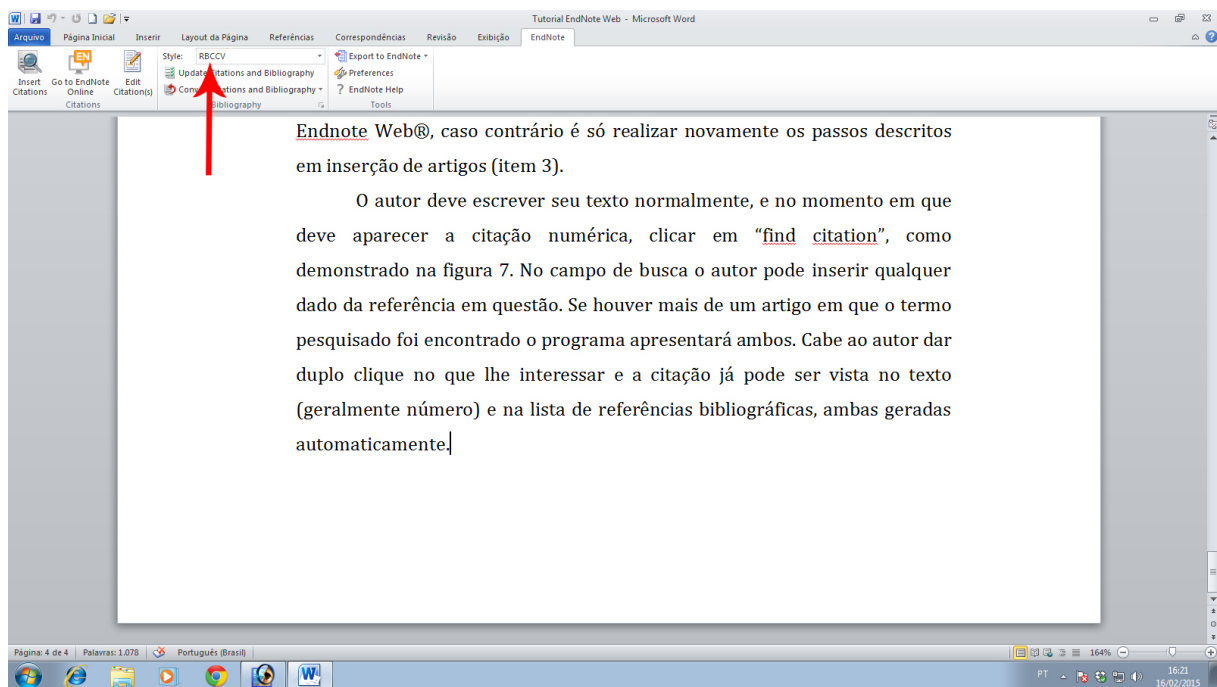 Tutorial EndNote Web - Microsoft Word
Arquivo Página Inicial Inserir Layout da Página Referências Correspondências Revisão Exibição EndNote
Insert Citations
Go to EndNote Online
Edit Citation(s)
Citations
Style: RBCCV
Update Citations and Bibliography
Convert Citations and Bibliography
Bibliography
Export to EndNote
Preferences
EndNote Help
Tools
Endnote Web®, caso contrário é só realizar novamente os passos descritos
em inserção de artigos (item 3).
O autor deve escrever seu texto normalmente, e no momento em que
deve aparecer a citação numérica, clicar em “find citation”, como
demonstrado na figura 7. No campo de busca o autor pode inserir qualquer
dado da referência em questão. Se houver mais de um artigo em que o termo
pesquisado foi encontrado o programa apresentará ambos. Cabe ao autor dar
duplo clique no que lhe interessar e a citação já pode ser vista no texto
(geralmente número) e na lista de referências bibliográficas, ambas geradas
automaticamente.
Página: 4 de 4 Palavras: 1.078 Português (Brasil) 164%
PT 16:21
16/02/2015